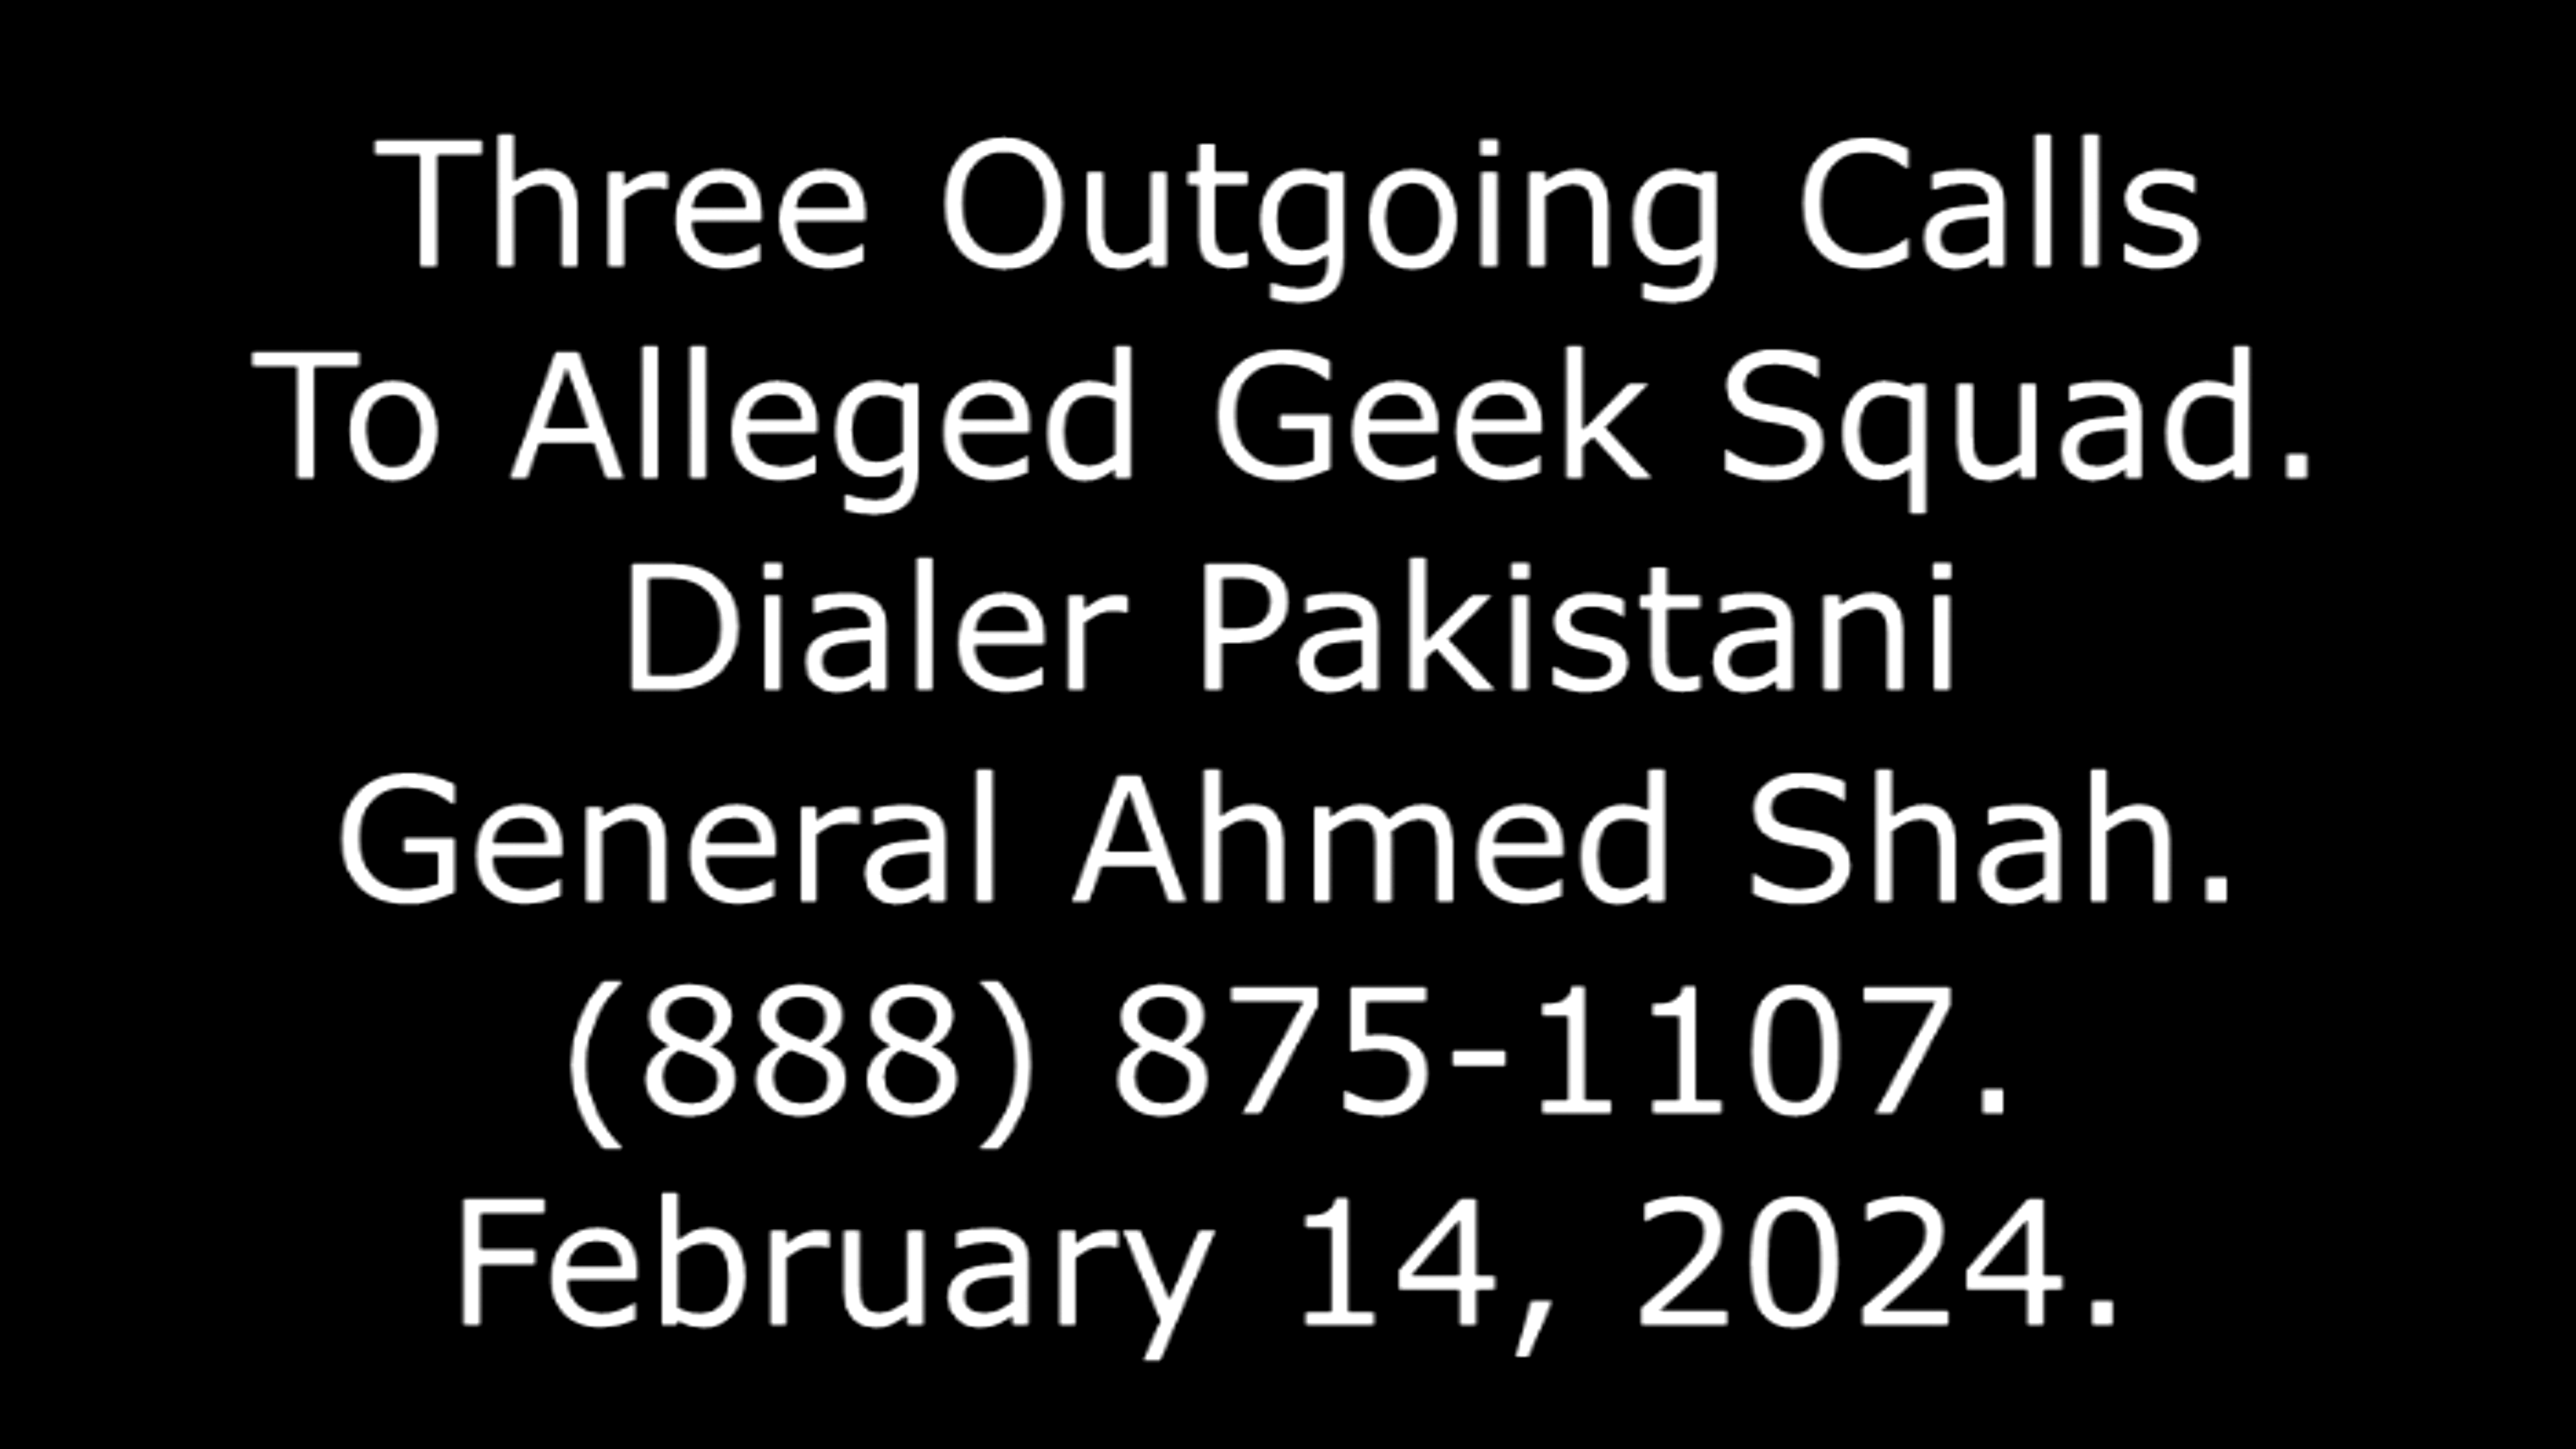 Three Outgoing Calls
To Alleged Geek Squad.
Dialer Pakistani
General Ahmed Shah.
(888) 875-1107.
February 14, 2024.